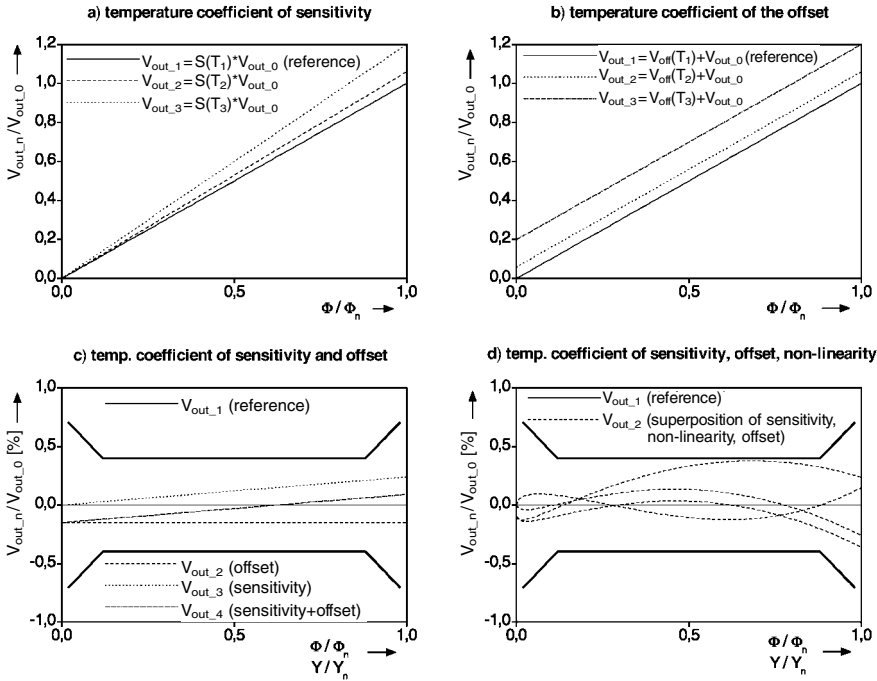 a) temperature coefficient of sensitivity
V_out_n/V_out_0
1,2
1,0
0,8
0,6
0,4
0,2
0,0
V_out_1 = S(T_1)*V_out_0 (reference)
V_out_2 = S(T_2)*V_out_0
V_out_3 = S(T_3)*V_out_0
0,0
0,5
1,0
Φ / Φ_n
b) temperature coefficient of the offset
V_out_n/V_out_0
1,2
1,0
0,8
0,6
0,4
0,2
0,0
V_out_1 = V_off(T_1)+V_out_0 (reference)
V_out_2 = V_off(T_2)+V_out_0
V_out_3 = V_off(T_3)+V_out_0
0,0
0,5
1,0
Φ / Φ_n
c) temp. coefficient of sensitivity and offset
V_out_n/V_out_0 [%]
1,0
0,5
0,0
-0,5
-1,0
V_out_1 (reference)
V_out_2 (offset)
V_out_3 (sensitivity)
V_out_4 (sensitivity+offset)
0,0
0,5
1,0
Φ / Φ_n
Y / Y_n
d) temp. coefficient of sensitivity, offset, non-linearity
V_out_n/V_out_0 [%]
1,0
0,5
0,0
-0,5
-1,0
V_out_1 (reference)
V_out_2 (superposition of sensitivity,
non-linearity, offset)
0,0
0,5
1,0
Φ / Φ_n
Y / Y_n